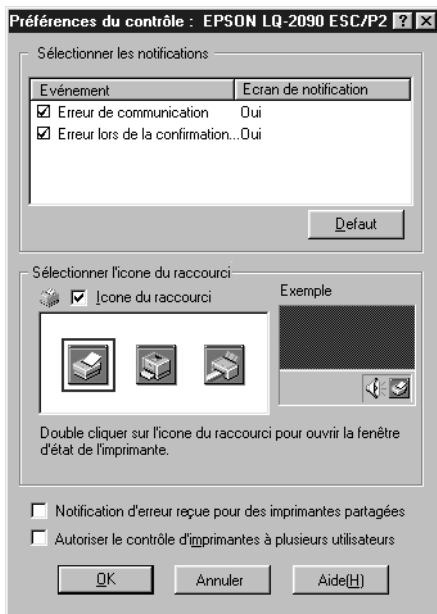 Préférences du contrôle : EPSON LQ-2090 ESC/P2
Sélectionner les notifications
Evénement Ecran de notification
Erreur de communication Oui
Erreur lors de la confirmation... Oui
Defaut
Sélectionner l'icone du raccourci
Icone du raccourci
Exemple
Double cliquer sur l'icone du raccourci pour ouvrir la fenêtre
d'état de l'imprimante.
Notification d'erreur reçue pour des imprimantes partagées
Autoriser le contrôle d'imprimantes à plusieurs utilisateurs
OK Annuler Aide(H)